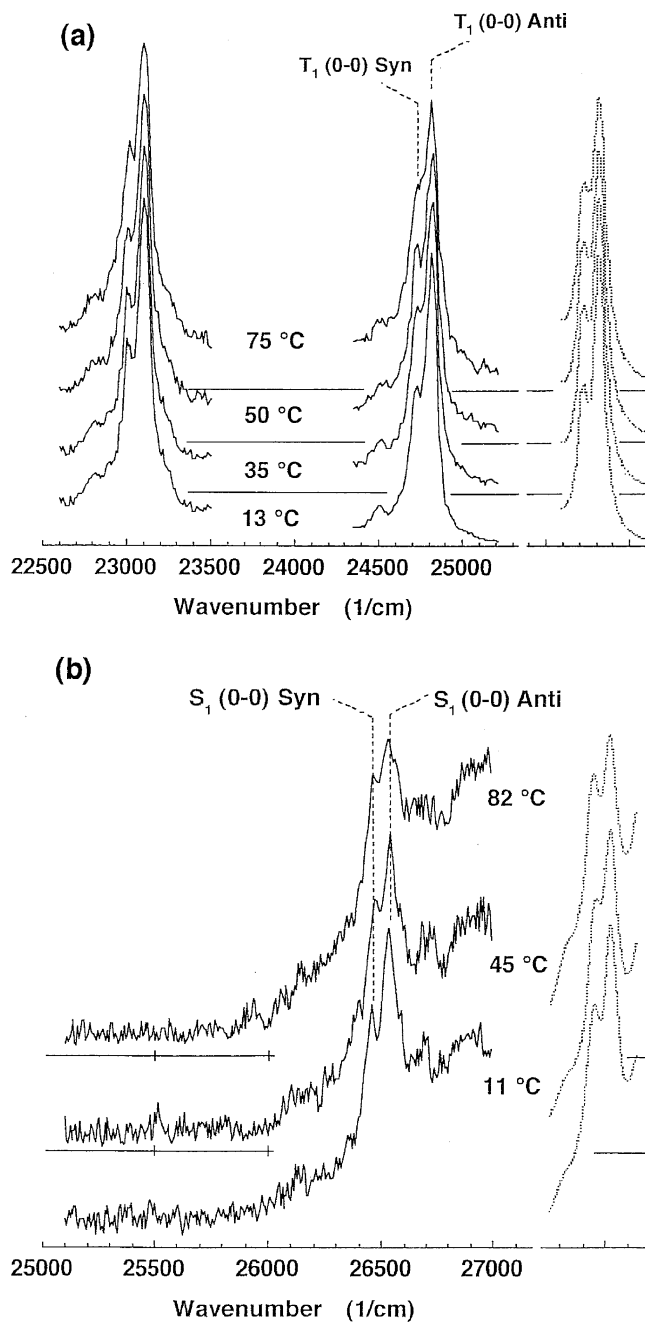 (a)
T₁ (0-0) Anti
T₁ (0-0) Syn
75 °C
50 °C
35 °C
13 °C
22500 23000 23500 24000 24500 25000
Wavenumber (1/cm)
(b)
S₁ (0-0) Syn S₁ (0-0) Anti
82 °C
45 °C
11 °C
25000 25500 26000 26500 27000
Wavenumber (1/cm)